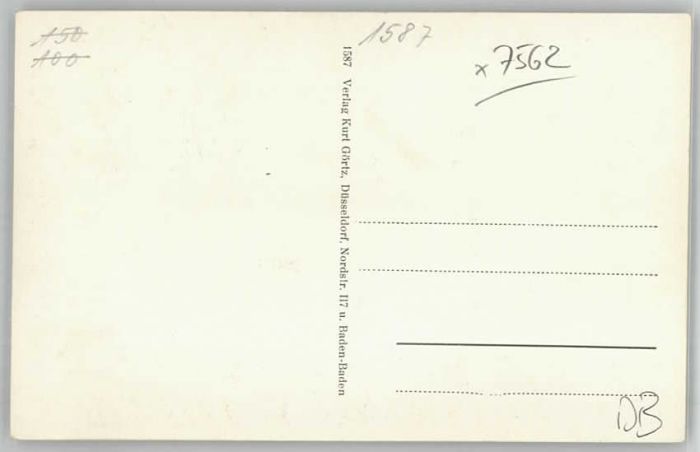 150
100
1587
x 7562
1587 Verlag Kurt Görtz, Düsseldorf, Nordstr. 117 u. Baden-Baden
DB